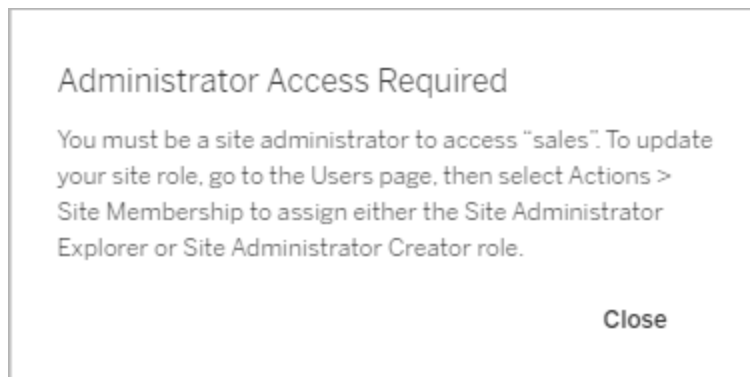 Administrator Access Required
You must be a site administrator to access “sales”. To update
your site role, go to the Users page, then select Actions >
Site Membership to assign either the Site Administrator
Explorer or Site Administrator Creator role.
Close